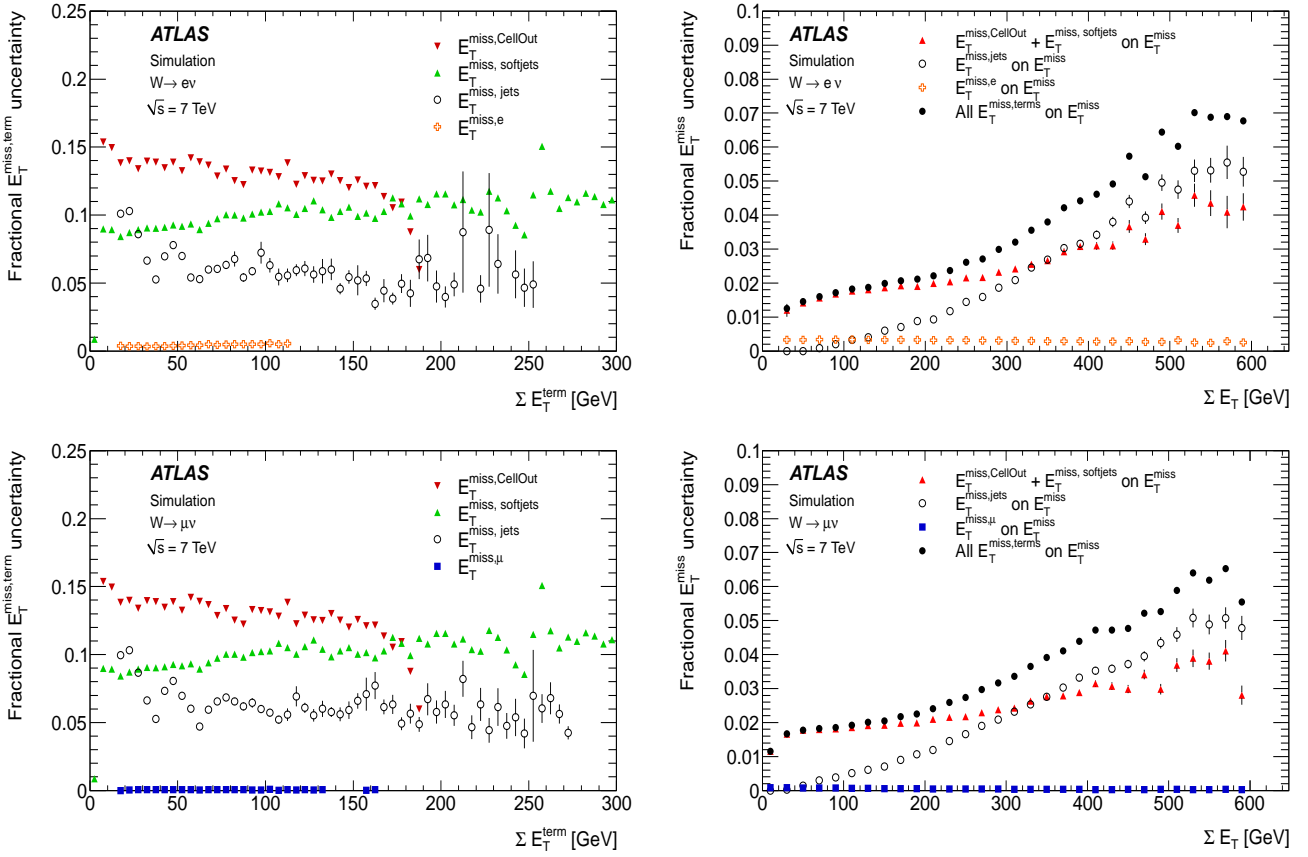 0.25
0.2
0.15
0.1
0.05
0
Fractional E_T^miss,term uncertainty
ATLAS
Simulation
W→ eν
√s = 7 TeV
E_T^miss,CellOut
E_T^miss, softjets
E_T^miss, jets
E_T^miss,e
0 50 100 150 200 250 300
Σ E_T^term [GeV]
0.1
0.09
0.08
0.07
0.06
0.05
0.04
0.03
0.02
0.01
0
Fractional E_T^miss uncertainty
ATLAS
Simulation
W→ e ν
√s = 7 TeV
E_T^miss,CellOut + E_T^miss, softjets on E_T^miss
E_T^miss,jets on E_T^miss
E_T^miss,e on E_T^miss
All E_T^miss,terms on E_T^miss
0 100 200 300 400 500 600
Σ E_T [GeV]
0.25
0.2
0.15
0.1
0.05
0
Fractional E_T^miss,term uncertainty
ATLAS
Simulation
W→ μν
√s = 7 TeV
E_T^miss,CellOut
E_T^miss, softjets
E_T^miss, jets
E_T^miss,μ
0 50 100 150 200 250 300
Σ E_T^term [GeV]
0.1
0.09
0.08
0.07
0.06
0.05
0.04
0.03
0.02
0.01
0
Fractional E_T^miss uncertainty
ATLAS
Simulation
W→ μν
√s = 7 TeV
E_T^miss,CellOut + E_T^miss, softjets on E_T^miss
E_T^miss,jets on E_T^miss
E_T^miss,μ on E_T^miss
All E_T^miss,terms on E_T^miss
0 100 200 300 400 500 600
Σ E_T [GeV]